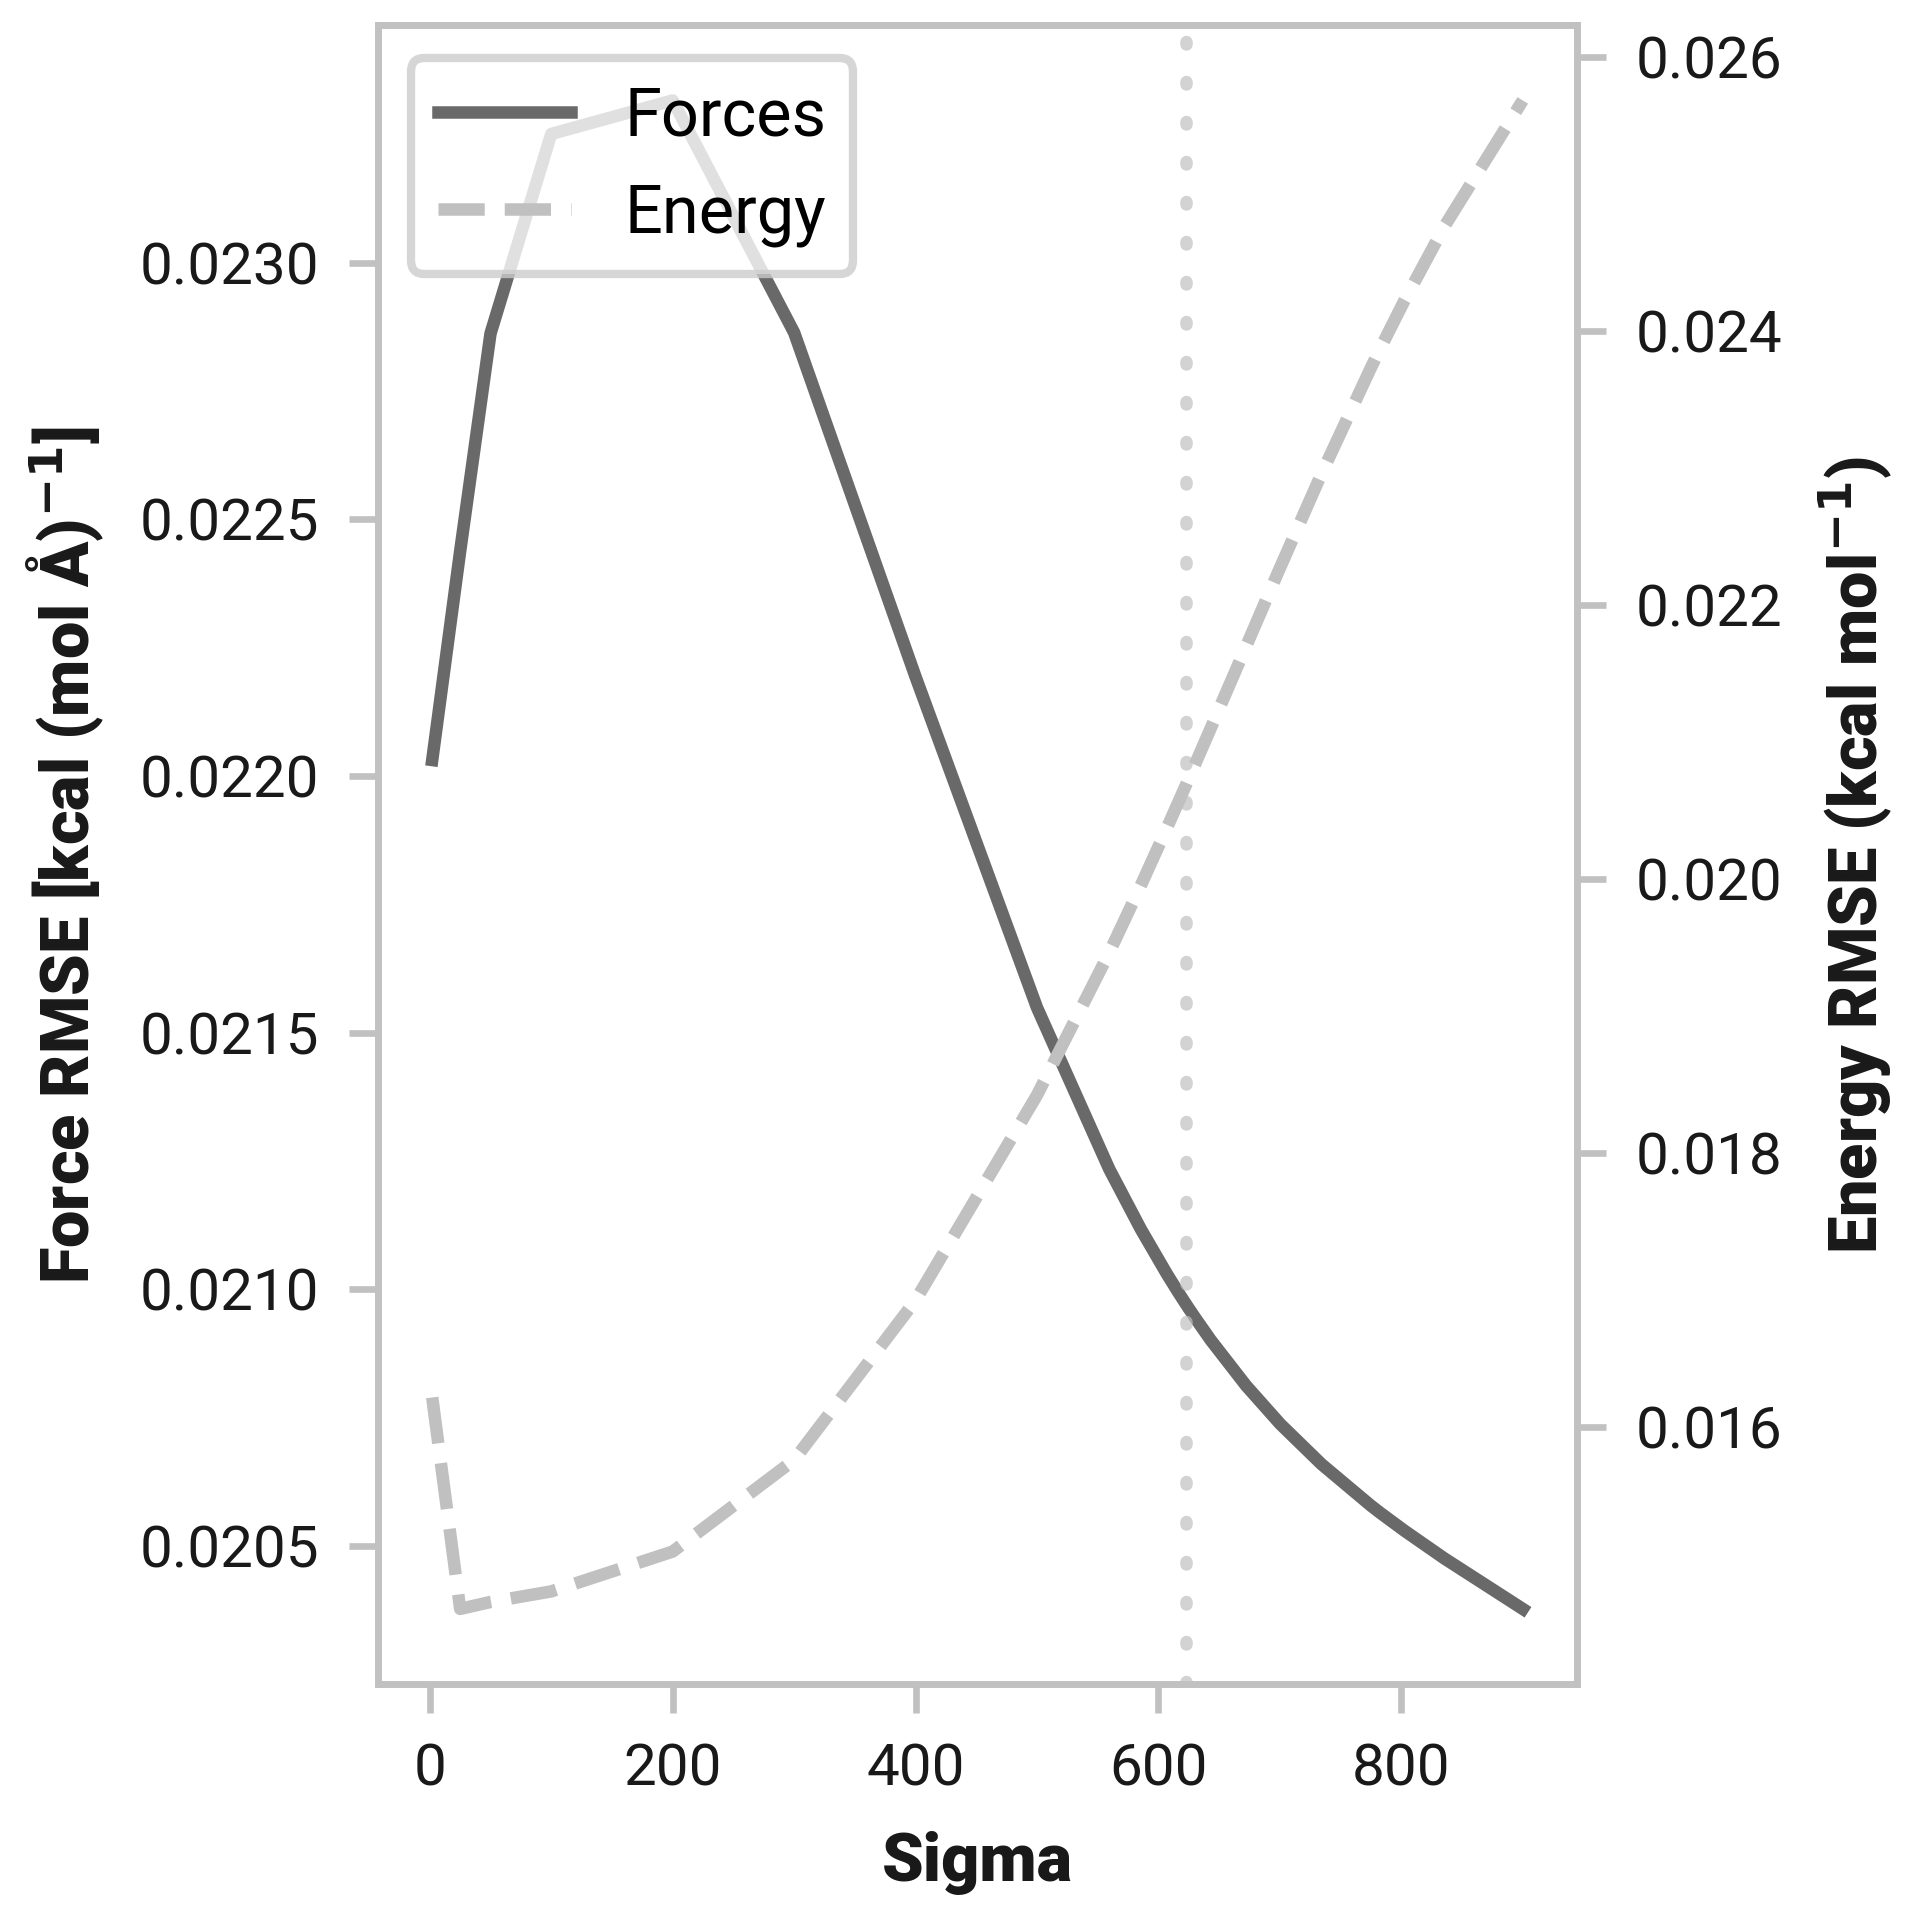 Forces
Energy
0.0230
0.0225
0.0220
0.0215
0.0210
0.0205
Force RMSE [kcal (mol Å)⁻¹]
0.026
0.024
0.022
0.020
0.018
0.016
Energy RMSE (kcal mol⁻¹)
0 200 400 600 800
Sigma